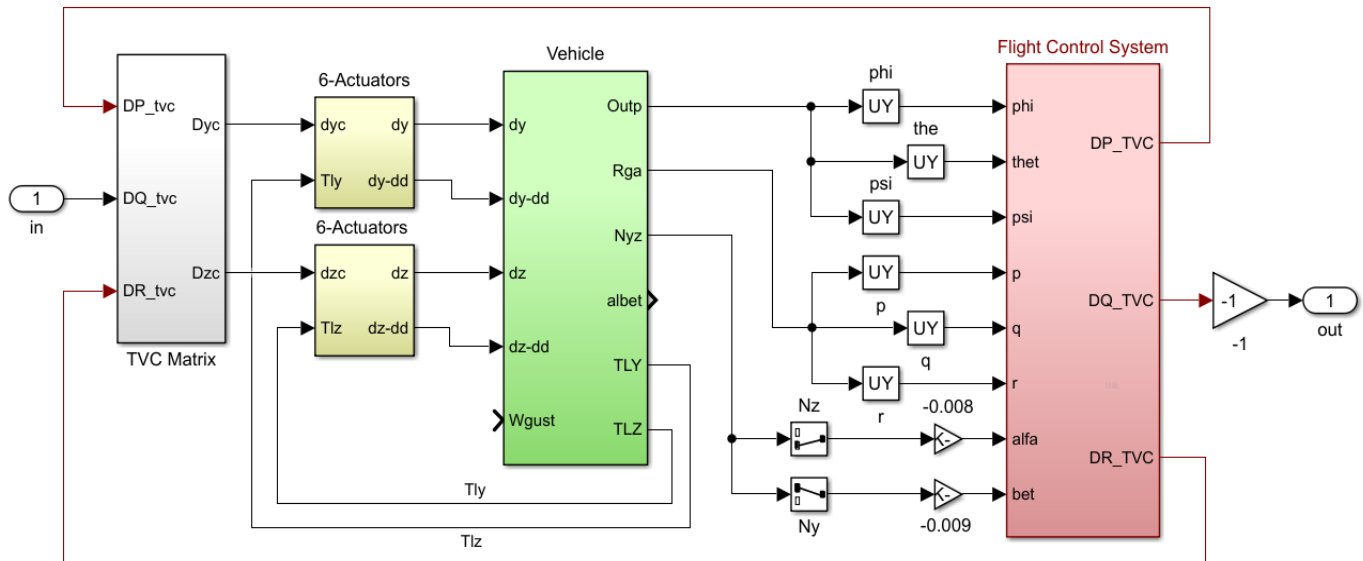 Flight Control System
Vehicle
6-Actuators
phi
DP_tvc
Dyc
dyc
dy
dy
Outp
UY
phi
the
DP_TVC
Tly
dy-dd
dy-dd
Rga
UY
thet
1
in
DQ_tvc
psi
UY
psi
6-Actuators
Nyz
Dzc
dzc
dz
dz
UY
p
p
DR_tvc
albet
DQ_TVC
-1
1
out
-1
Tlz
dz-dd
dz-dd
UY
q
q
TVC Matrix
TLY
UY
r
r
Nz
-0.008
Wgust
TLZ
K-
alfa
DR_TVC
Tly
K-
bet
Ny
-0.009
Tlz